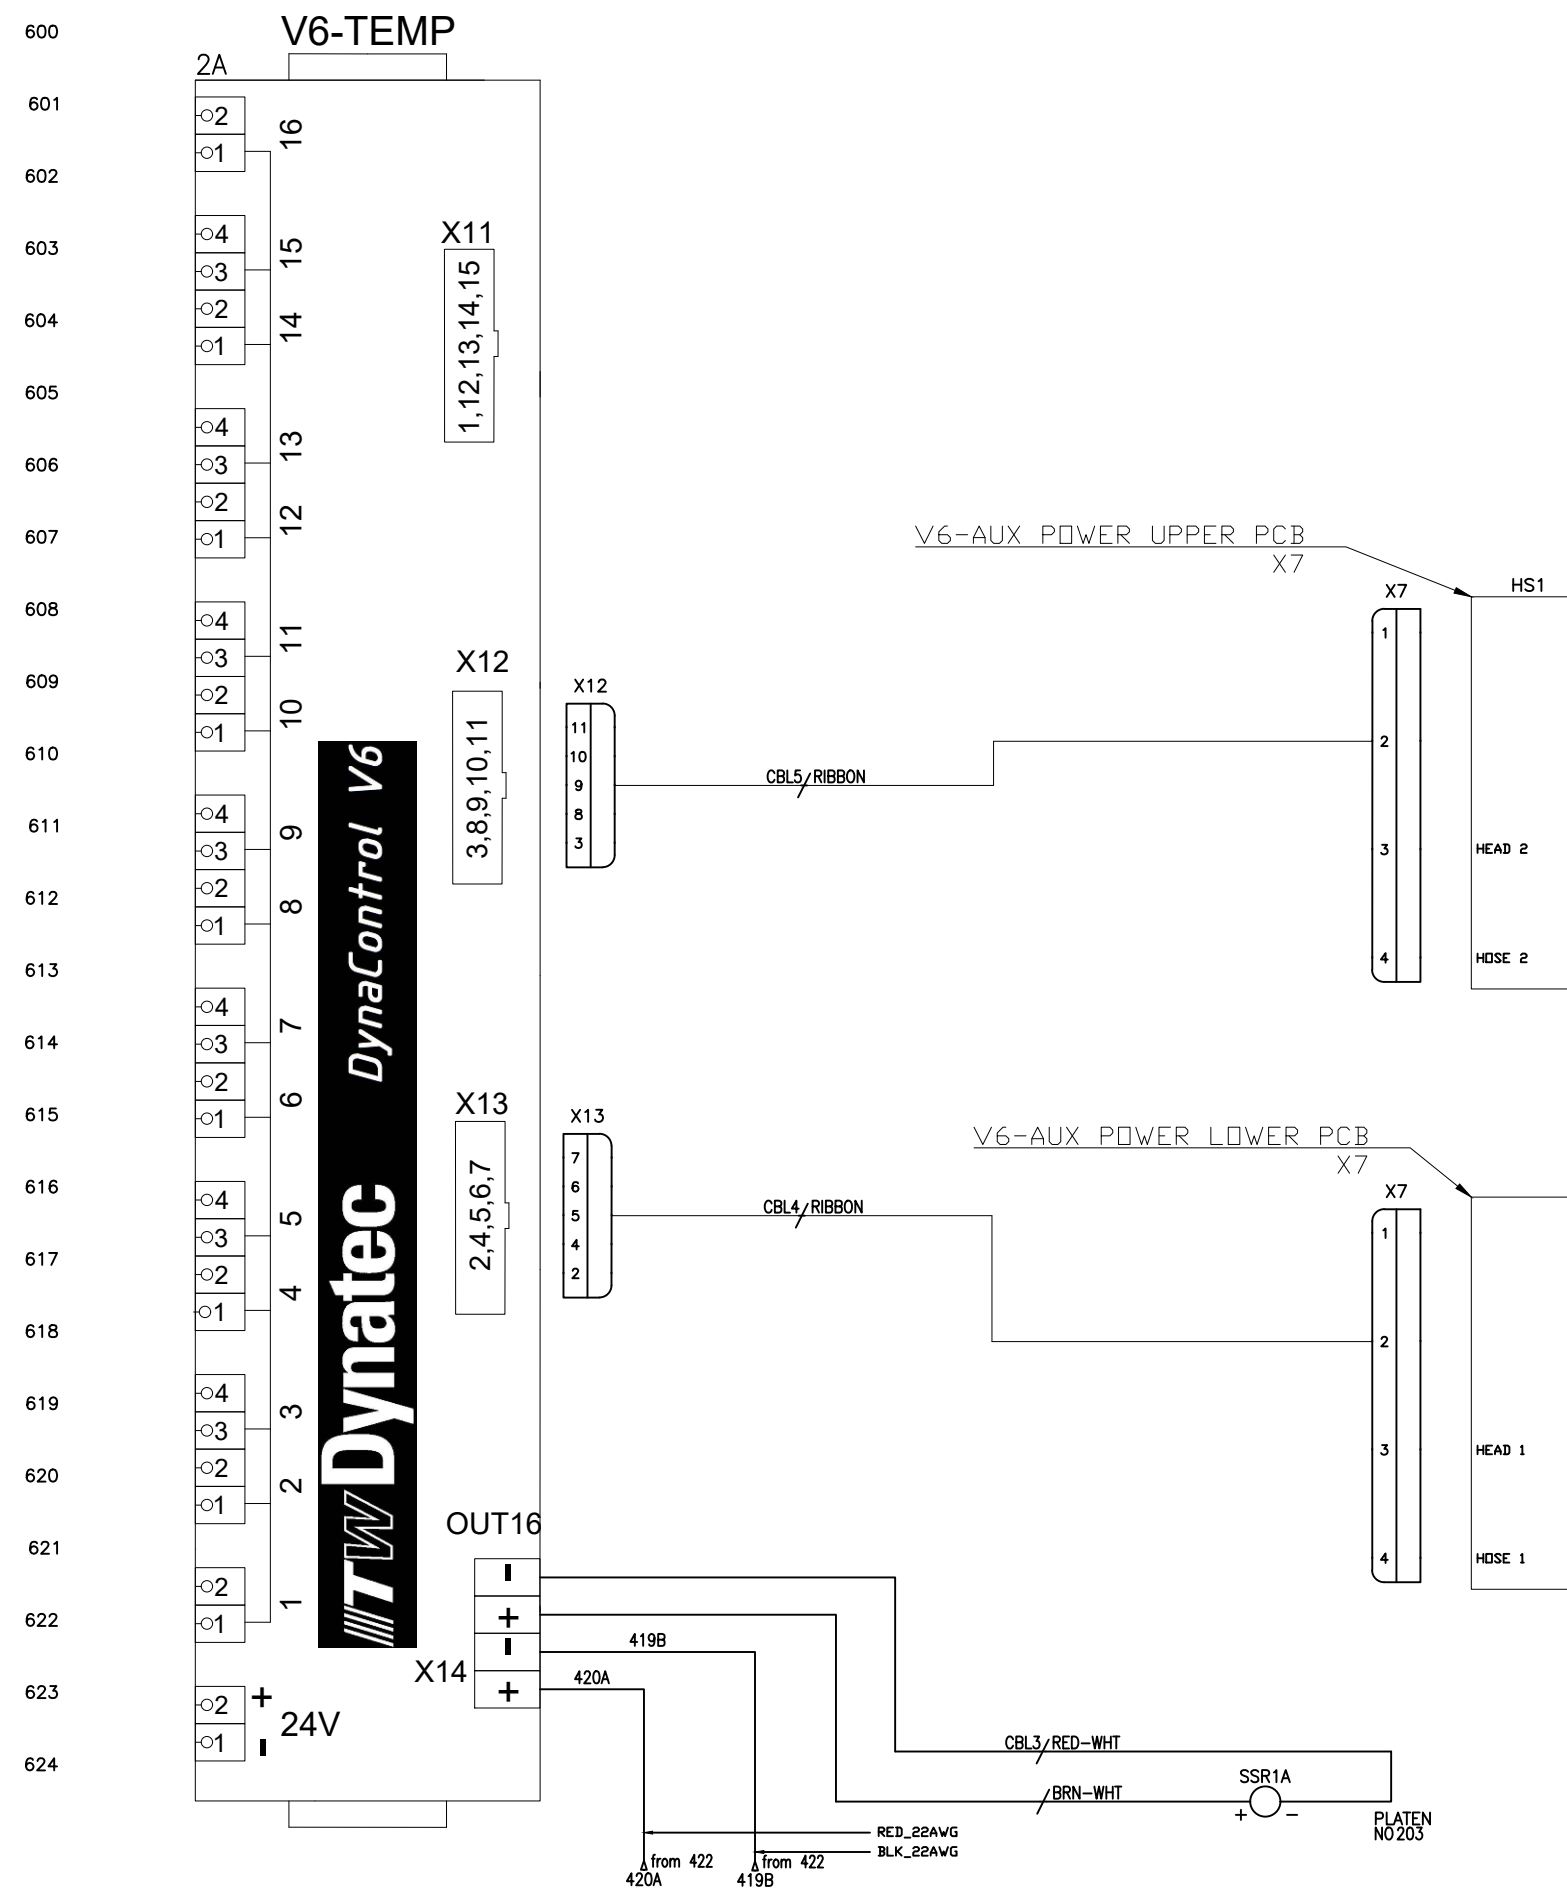 600
V6-TEMP
2A
601
2
16
1
602
X11
4
603
15
3
1,12,13,14,15
2
604
14
1
605
4
13
606
3
2
12
607
1
V6-AUX POWER UPPER PCB
X7
X7
HS1
608
4
11
1
3
X12
609
2
X12
10
1
11
2
610
10
3,8,9,10,11
CBL5/RIBBON
9
4
8
611
9
3
3
3
HEAD 2
2
612
8
1
4
HOSE 2
613
4
7
614
3
2
6
615
1
X13
X13
V6-AUX POWER LOWER PCB
X7
7
616
6
X7
4
5
2,4,5,6,7
CBL4/RIBBON
5
1
3
4
617
2
2
4
1
618
2
DynaControl V6
ITW Dynatec
4
619
3
3
3
HEAD 1
2
620
2
1
OUT16
621
4
HOSE 1
-
2
1
622
1
+
-
419B
X14
420A
+
623
2
+
24V
1
-
CBL3/RED-WHT
624
SSR1A
BRN-WHT
+
-
PLATEN
NO 203
RED_22AWG
BLK_22AWG
from 422
from 422
420A
419B